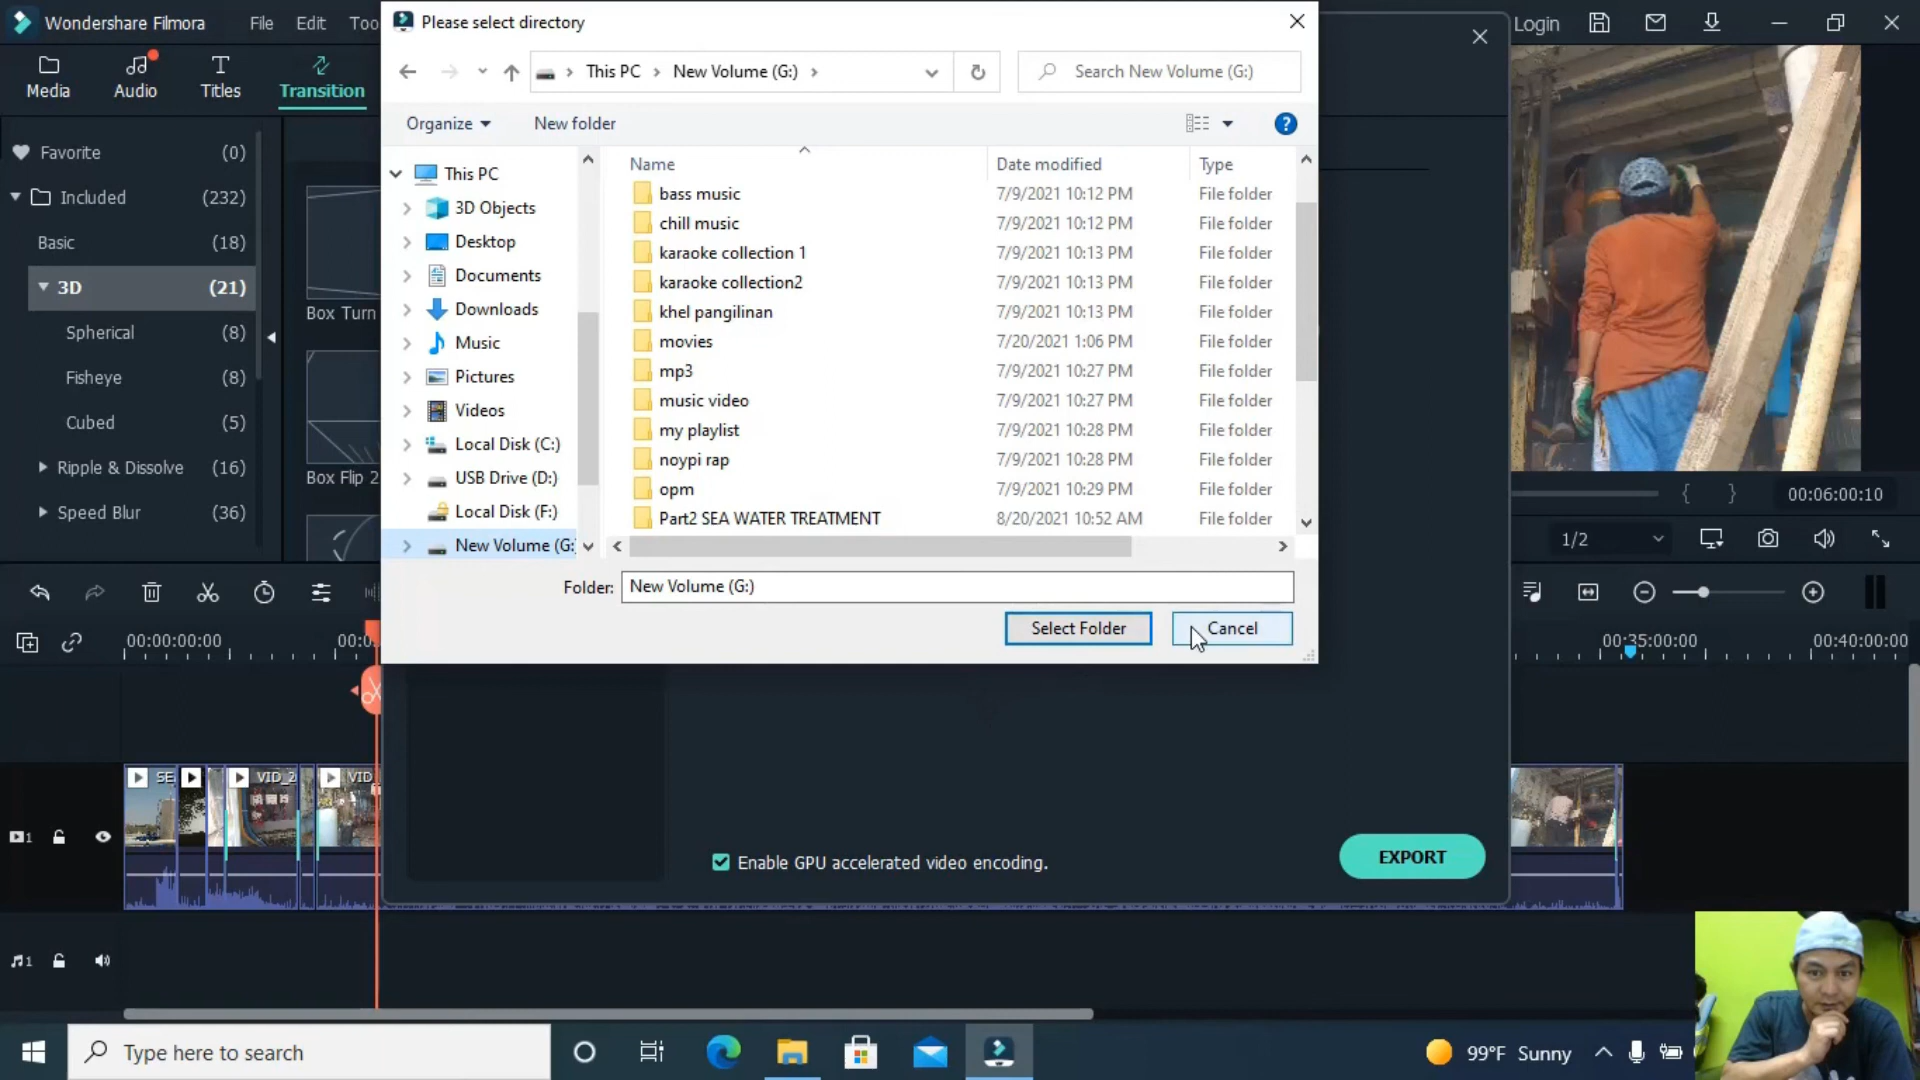 Wondershare Filmora File Edit Too
Please select directory
Login
Media Audio Titles Transition
This PC New Volume (G:) Search New Volume (G:)
Organize New folder
Favorite (0)
Included (232)
Basic (18)
3D (21)
Spherical (8)
Fisheye (8)
Cubed (5)
Ripple & Dissolve (16)
Speed Blur (36)
Box Turn
Box Flip 2
This PC
3D Objects
Desktop
Documents
Downloads
Music
Pictures
Videos
Local Disk (C:)
USB Drive (D:)
Local Disk (F:)
New Volume (G:
Name Date modified Type
bass music 7/9/2021 10:12 PM File folder
chill music 7/9/2021 10:12 PM File folder
karaoke collection 1 7/9/2021 10:13 PM File folder
karaoke collection2 7/9/2021 10:13 PM File folder
khel pangilinan 7/9/2021 10:13 PM File folder
movies 7/20/2021 1:06 PM File folder
mp3 7/9/2021 10:27 PM File folder
music video 7/9/2021 10:27 PM File folder
my playlist 7/9/2021 10:28 PM File folder
noypi rap 7/9/2021 10:28 PM File folder
opm 7/9/2021 10:29 PM File folder
Part2 SEA WATER TREATMENT 8/20/2021 10:52 AM File folder
Folder: New Volume (G:)
Select Folder Cancel
00:06:00:10
1/2
00:00:00:00 00:0 00:35:00:00 00:40:00:00
SE VID_2 VID_
1
Enable GPU accelerated video encoding.
EXPORT
1
Type here to search
99°F Sunny